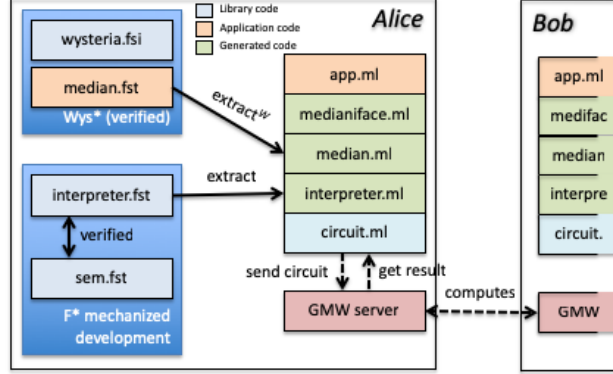 Library code
Application code
Generated code
Alice
Bob
wysteria.fsi
median.fst
Wys* (verified)
extractW
app.ml
medianiface.ml
median.ml
interpreter.ml
circuit.ml
extract
interpreter.fst
verified
sem.fst
F* mechanized
development
send circuit
get result
GMW server
computes
app.ml
medifac
median
interpre
circuit.
GMW